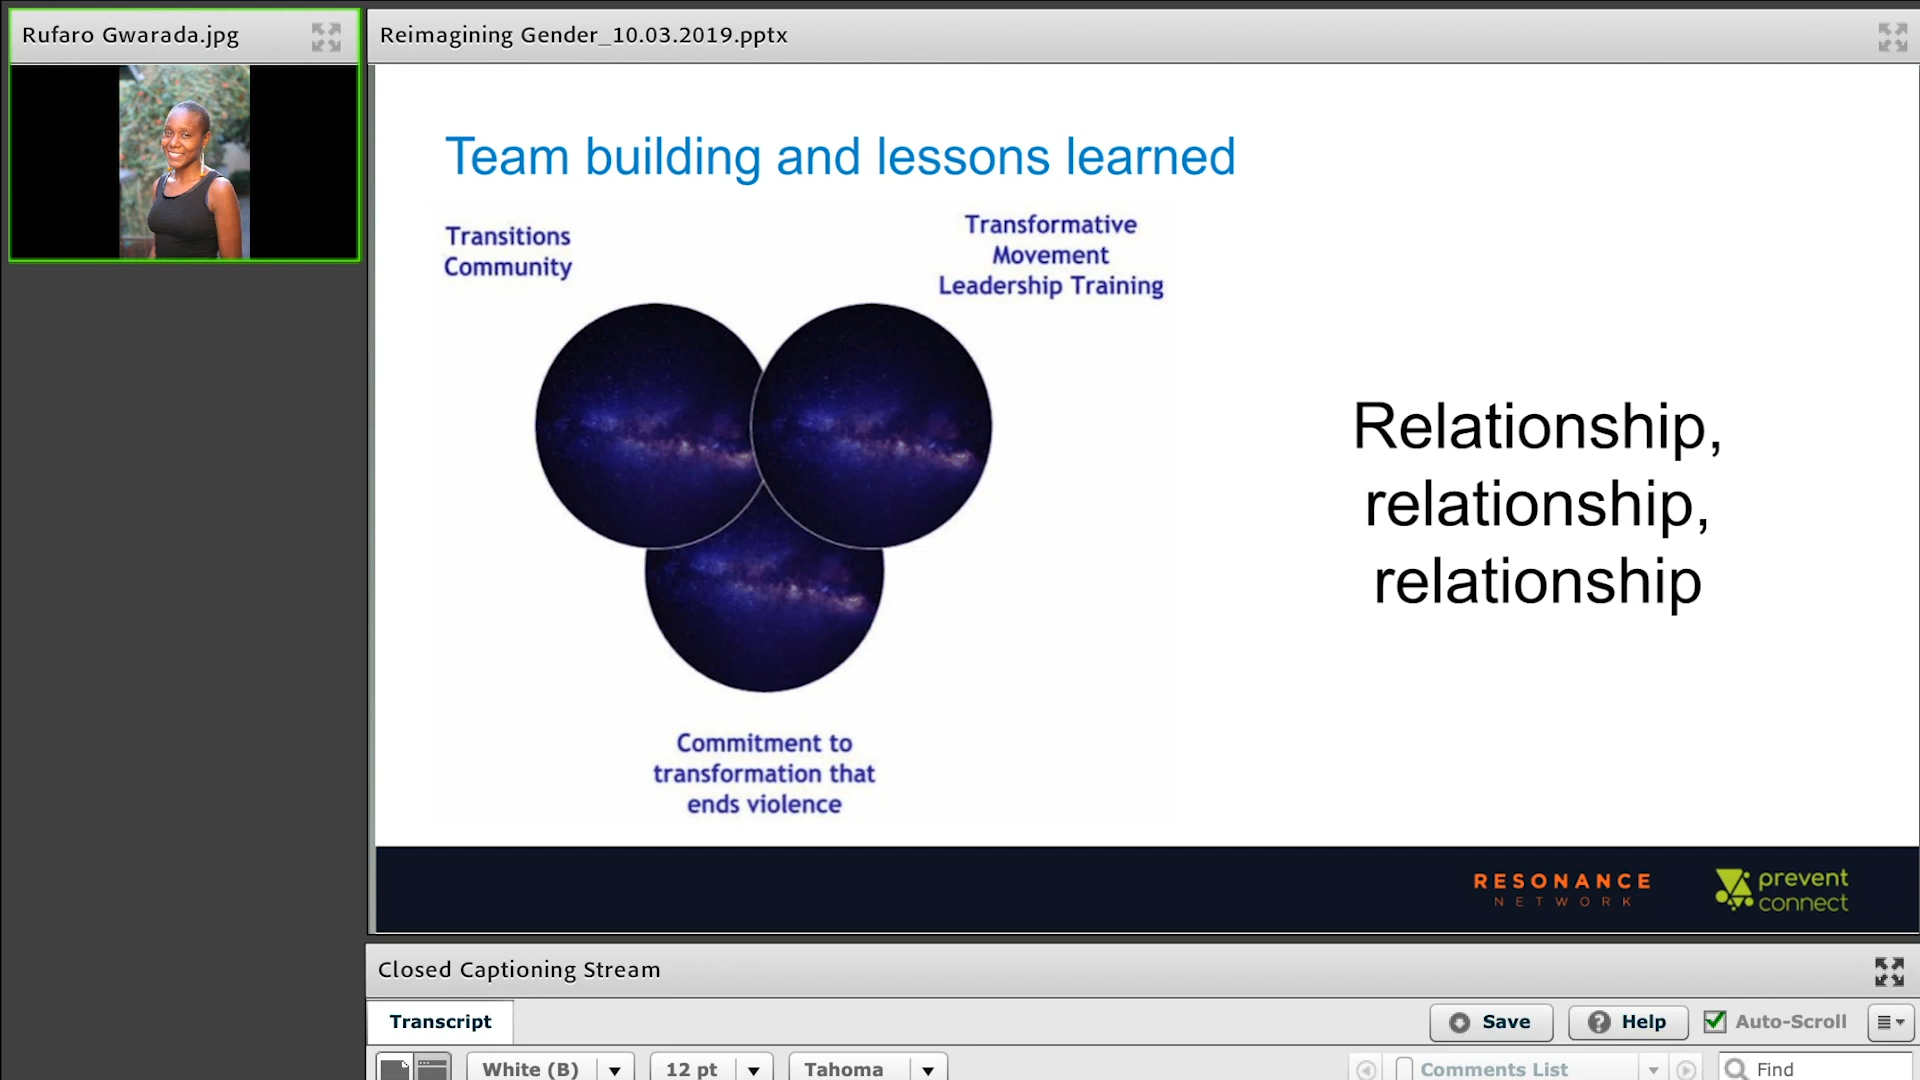 Rufaro Gwarada.jpg
Reimagining Gender_10.03.2019.pptx
Team building and lessons learned
Transitions
Community
Transformative
Movement
Leadership Training
Relationship,
relationship,
relationship
Commitment to
transformation that
ends violence
RESONANCE
NETWORK
prevent
connect
Closed Captioning Stream
Transcript
Save
Help
Auto-Scroll
White (B)
12 pt
Tahoma
Comments List
Find